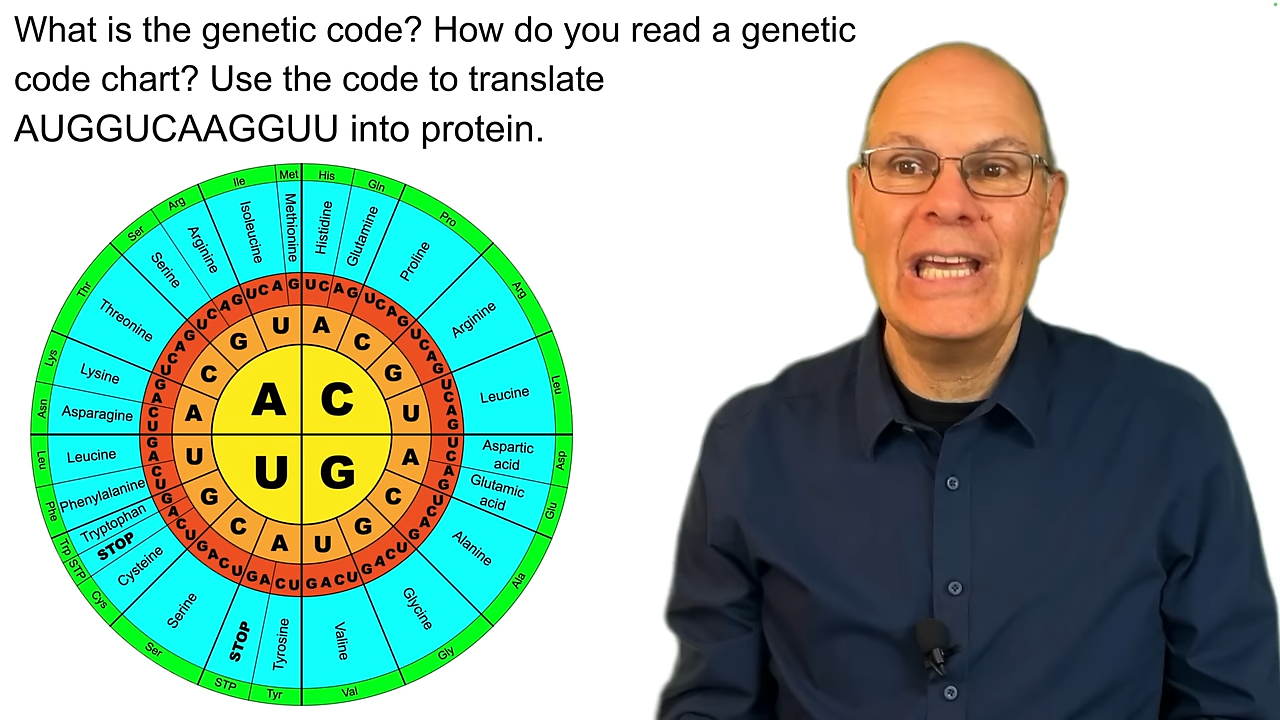 What is the genetic code? How do you read a genetic
code chart? Use the code to translate
AUGGUCAAGGUU into protein.
Ile Met His Gln
Arg Pro
Ser Arg
Thr Leu
Lys Asp
Asn Glu
Leu Ala
Phe Gly
Trp Val
STP Tyr
Cys STP
Ser
Isoleucine Methionine Histidine Glutamine
Arginine Proline
Serine Arginine
Threonine Leucine
Lysine Aspartic
acid
Asparagine Glutamic
acid
Leucine Alanine
Phenylalanine Glycine
Tryptophan Valine
STOP Tyrosine
Cysteine STOP
Serine
G U C A G U C A G U C A G U C A
G U C A G U C A G U C A G U C A
G U C A G U C A G U C A G U C A
G U C A G U C A G U C A G U C A
U A C G
G U A C
C G U A
A C G U
A C
U G